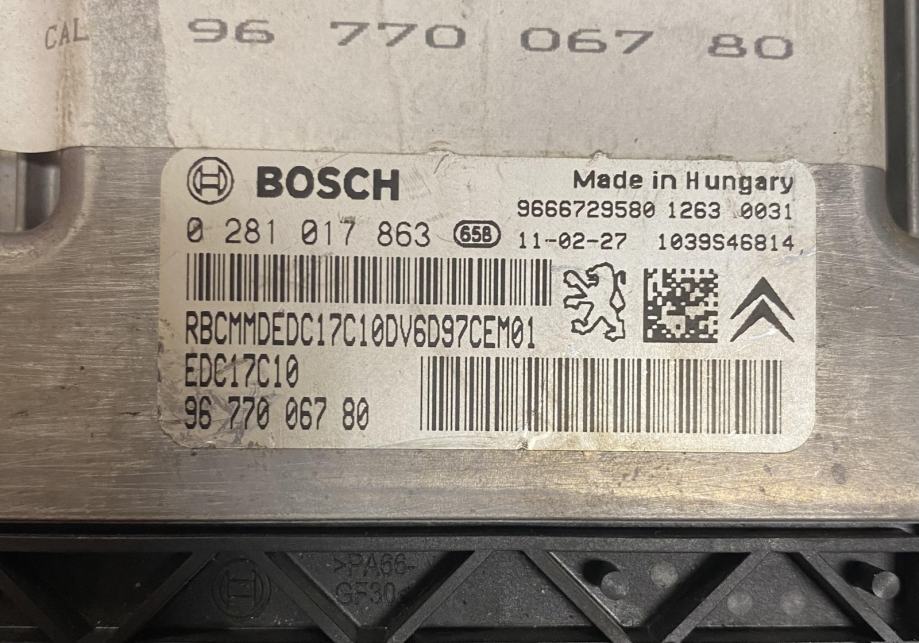 CAL 96 770 067 80
BOSCH
Made in Hungary
9666729580 1263 0031
0 281 017 863 658
11-02-27 1039S46814
RBCMMDEDC17C10DV6D97CEM01
EDC17C10
96 770 067 80
>PA66-
GF30<